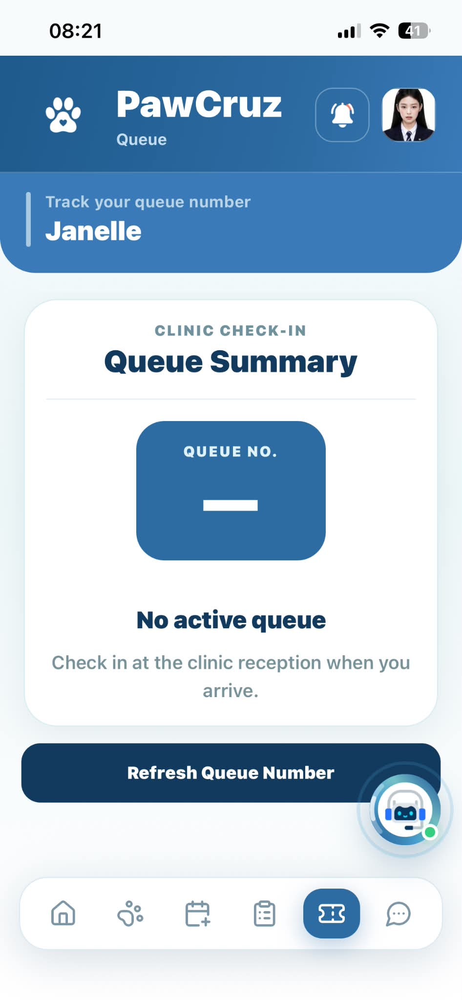 08:21
41
PawCruz
Queue
Track your queue number
Janelle
CLINIC CHECK-IN
Queue Summary
QUEUE NO.
—
No active queue
Check in at the clinic reception when you
arrive.
Refresh Queue Number